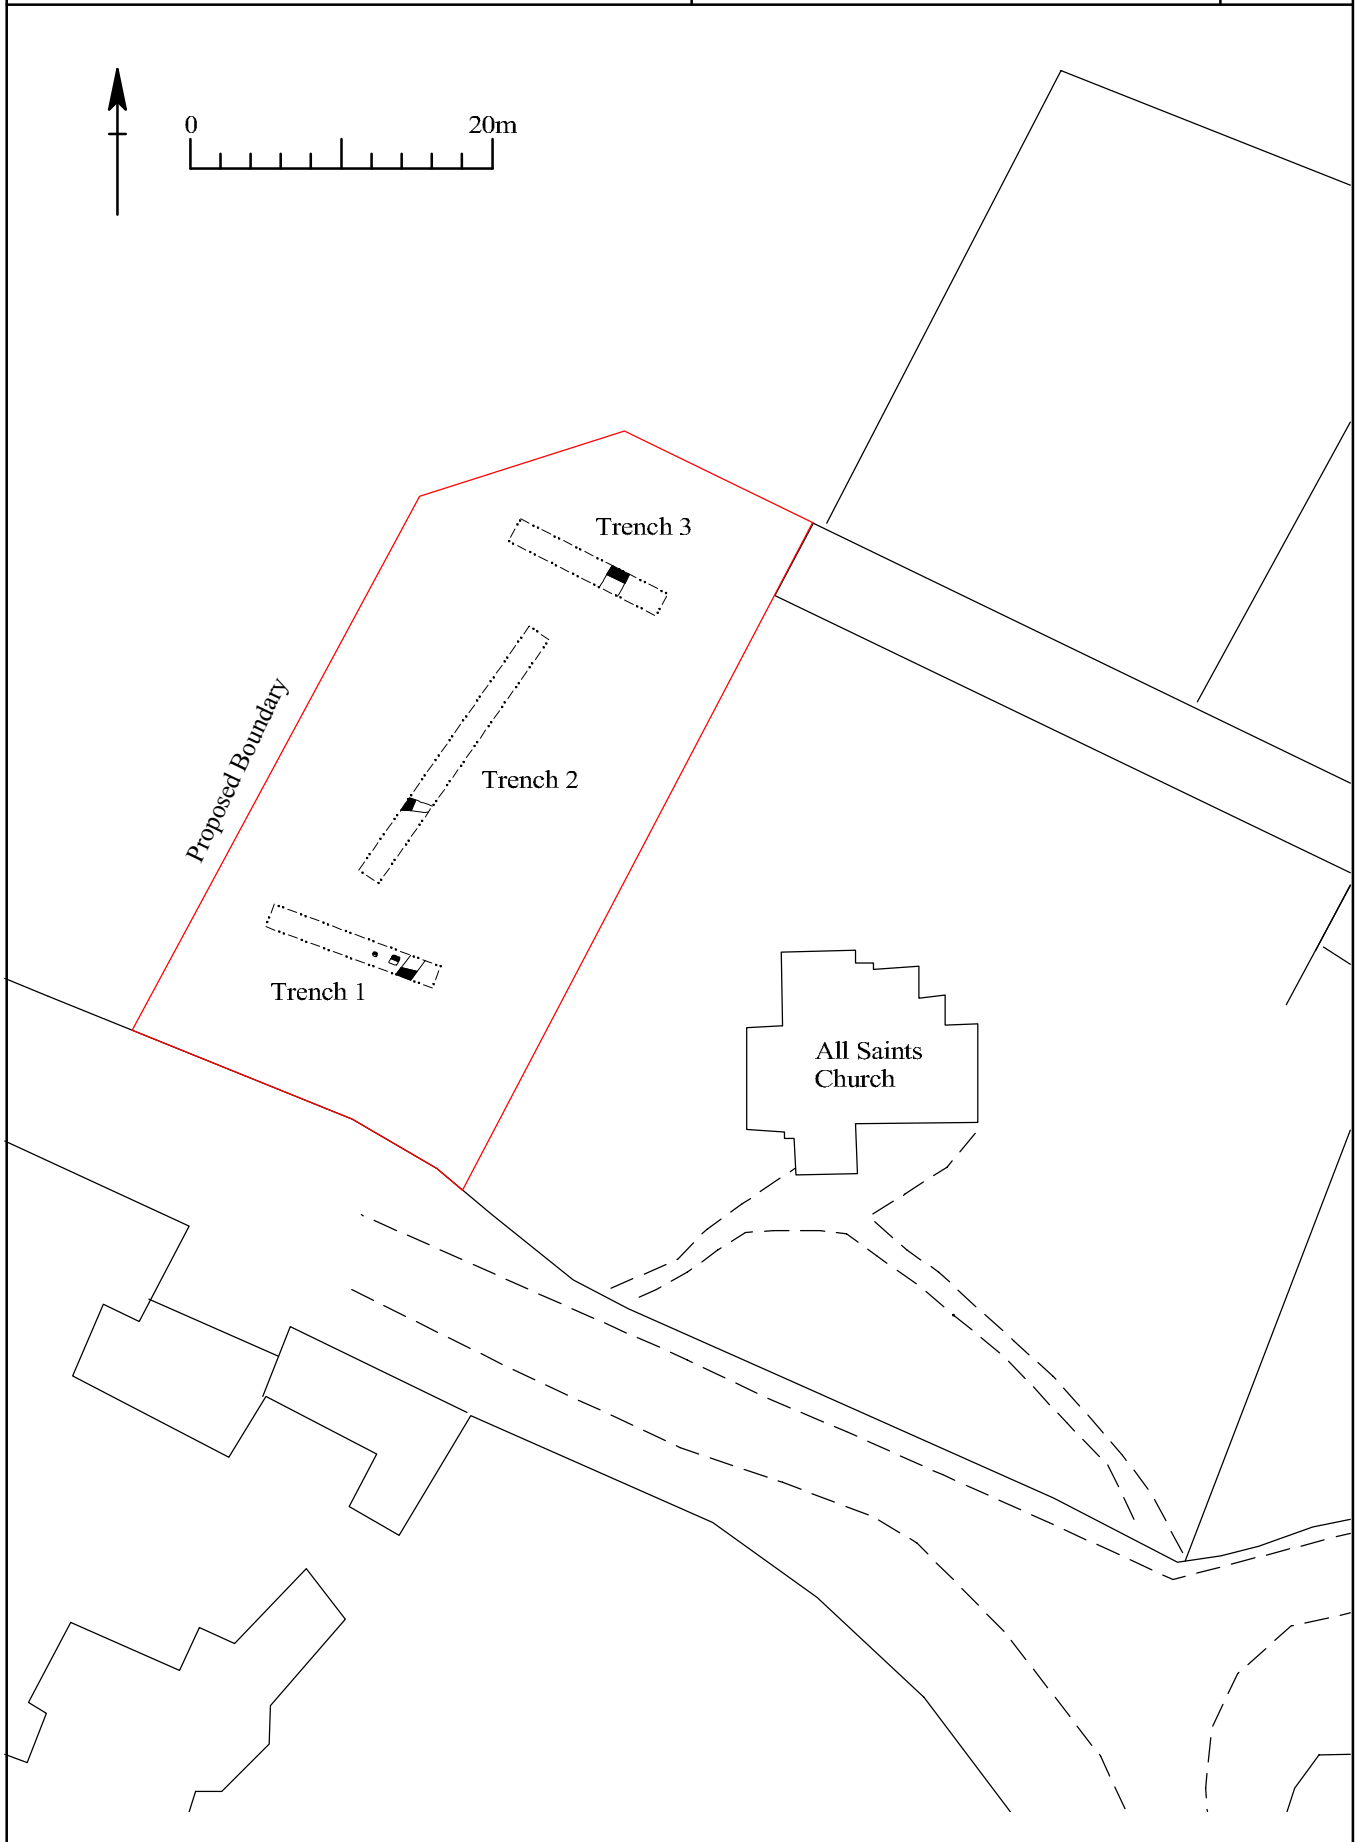 0 20m
Trench 3
Proposed Boundary
Trench 2
Trench 1
All Saints
Church